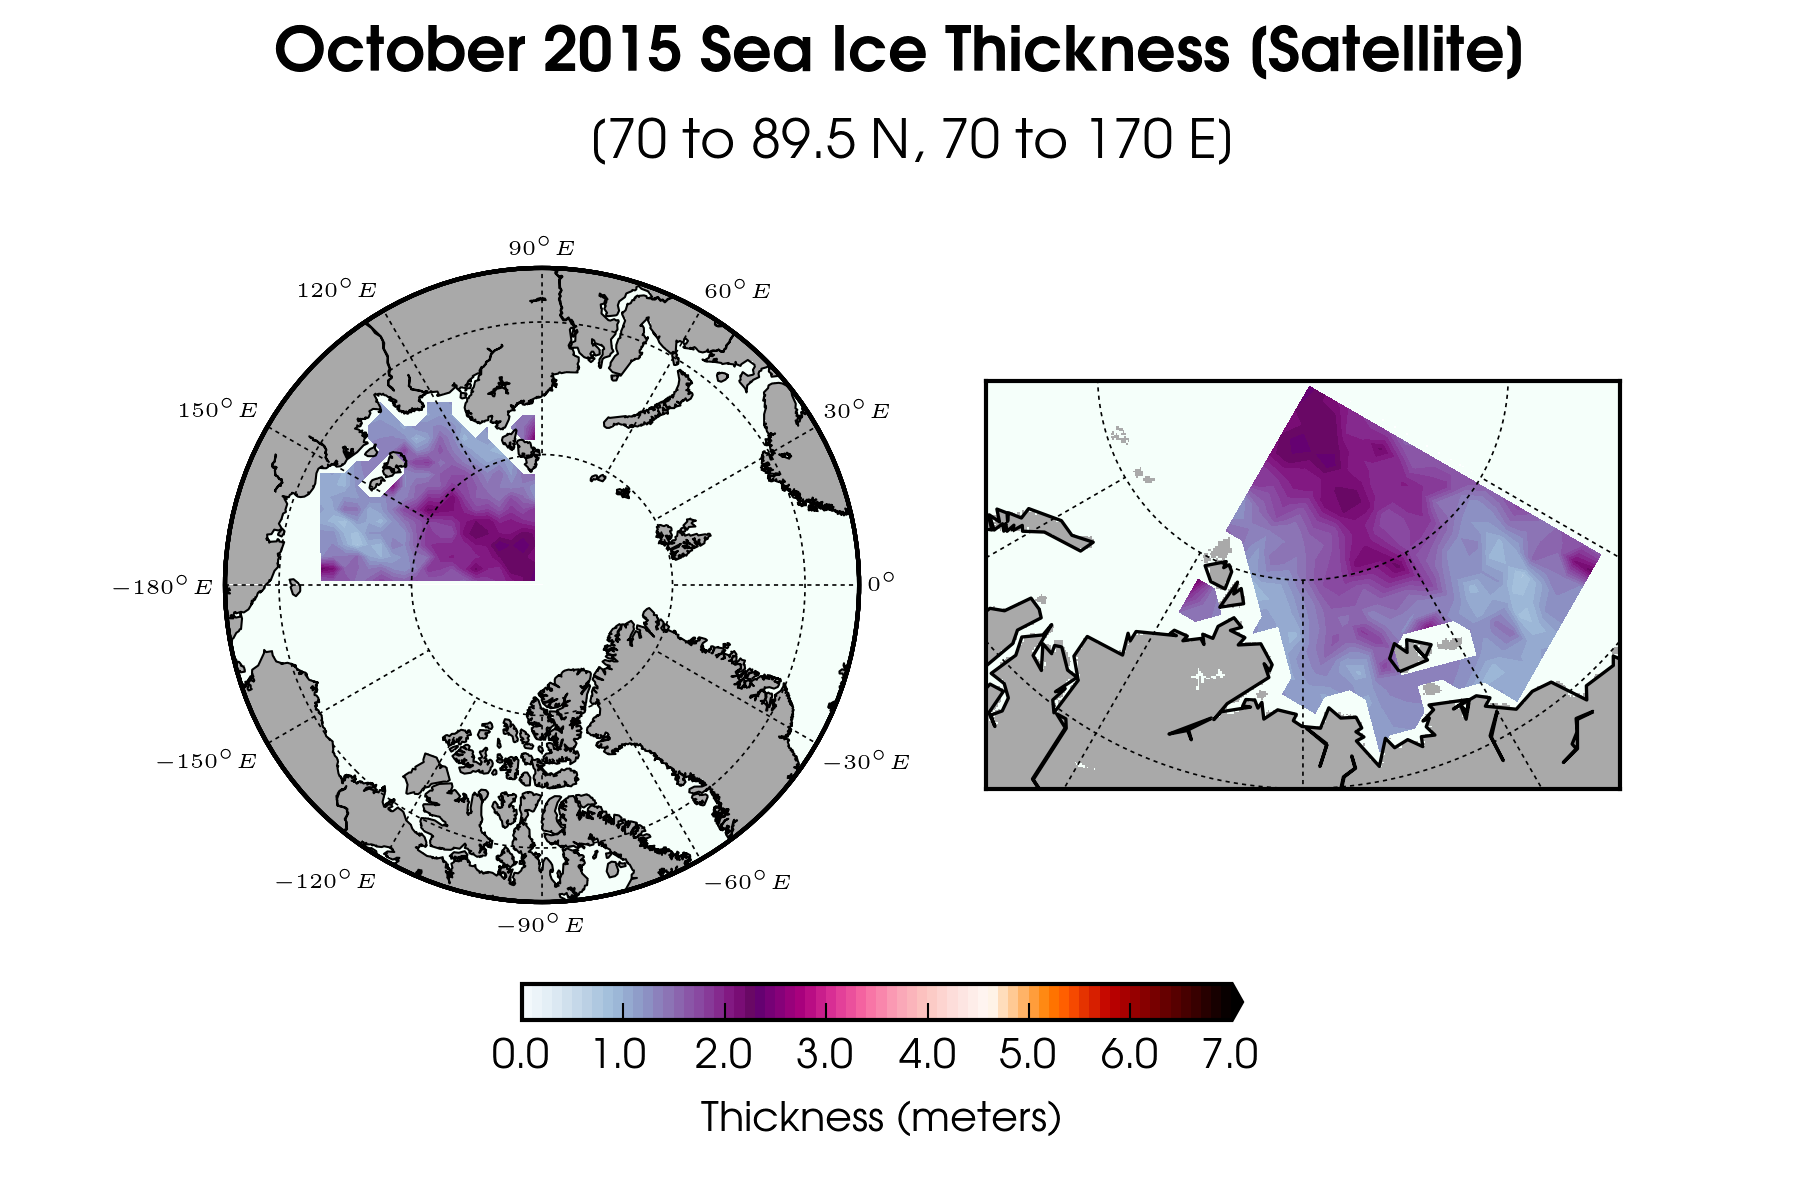 October 2015 Sea Ice Thickness (Satellite)
(70 to 89.5 N, 70 to 170 E)
90° E
120° E
60° E
150° E
30° E
−180° E
0°
−150° E
−30° E
−120° E
−60° E
−90° E
0.0 1.0 2.0 3.0 4.0 5.0 6.0 7.0
Thickness (meters)